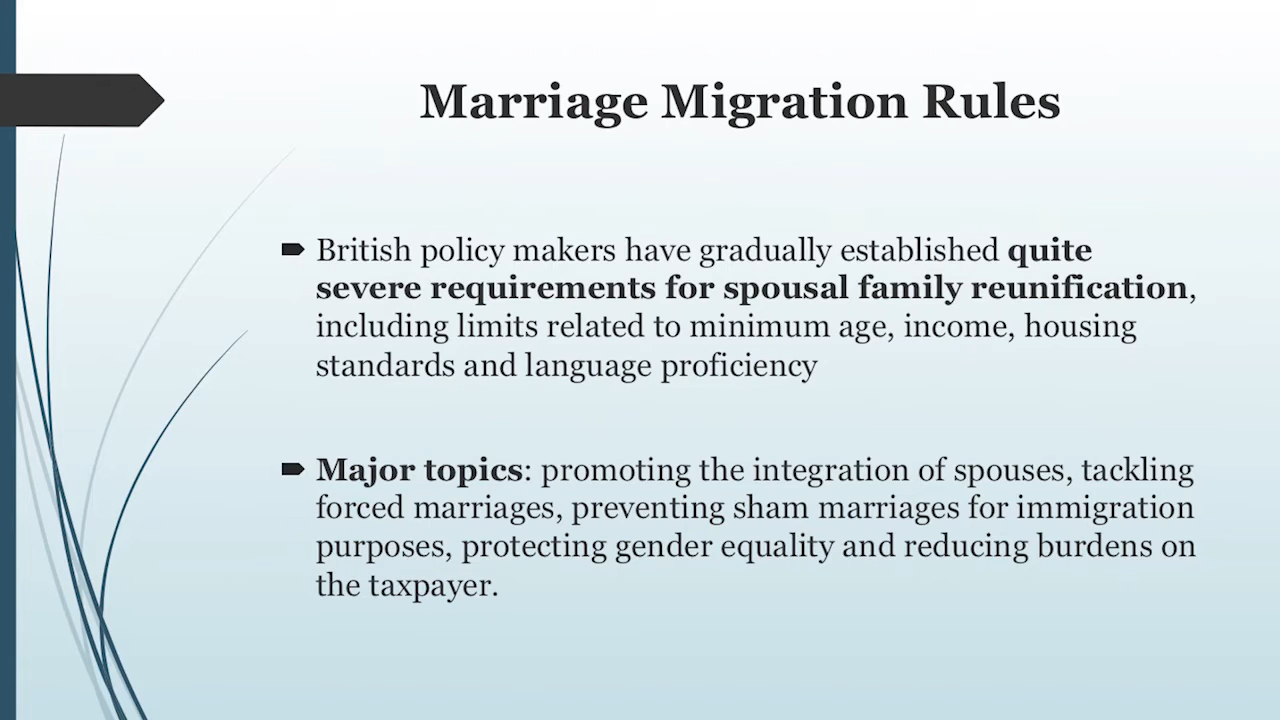 Marriage Migration Rules
British policy makers have gradually established quite
severe requirements for spousal family reunification,
including limits related to minimum age, income, housing
standards and language proficiency
Major topics: promoting the integration of spouses, tackling
forced marriages, preventing sham marriages for immigration
purposes, protecting gender equality and reducing burdens on
the taxpayer.